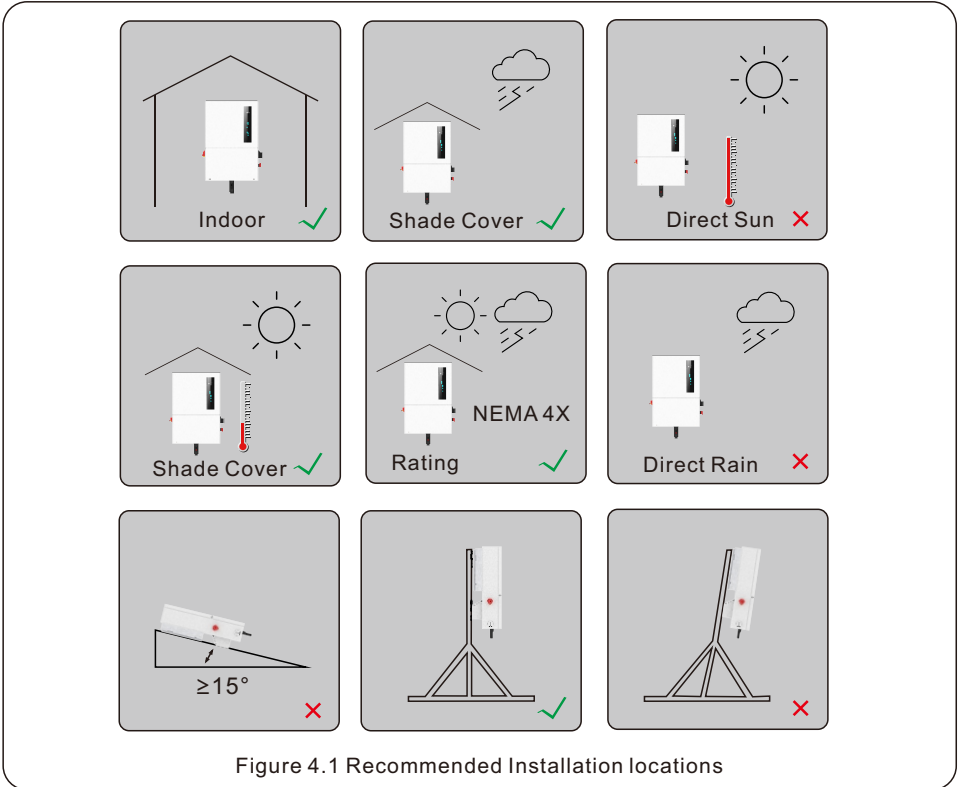 Indoor
Shade Cover
Direct Sun
Shade Cover
NEMA 4X
Rating
Direct Rain
≥15°
Figure 4.1 Recommended Installation locations